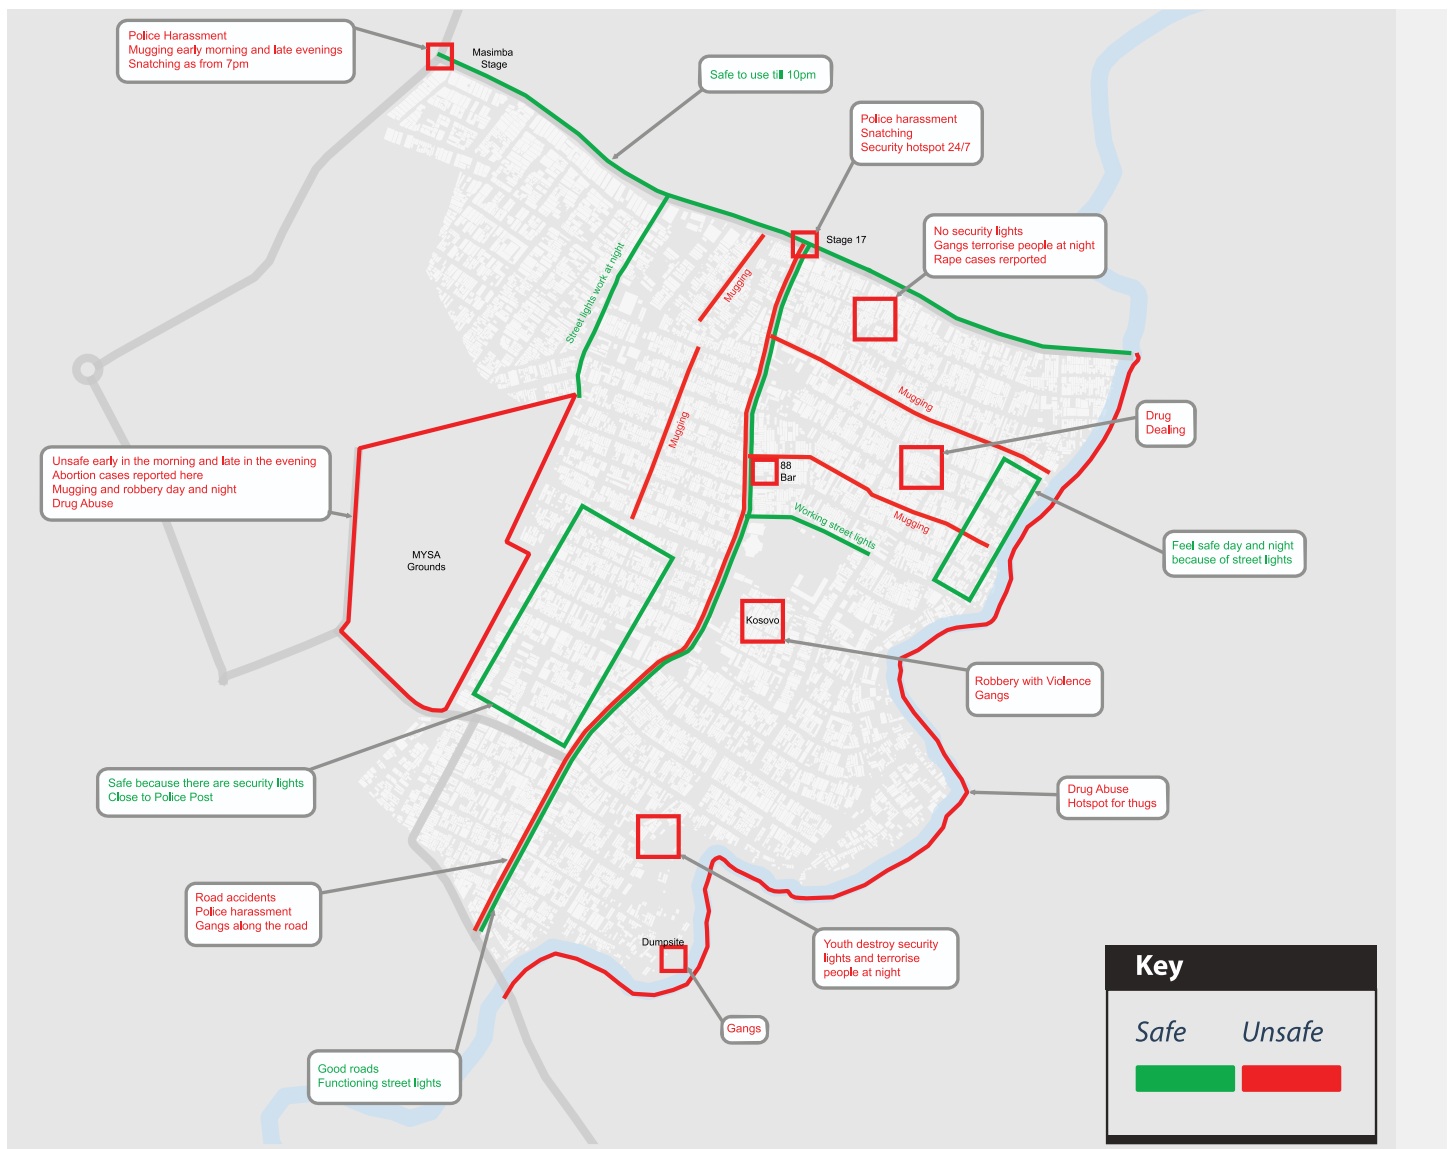 Police Harassment
Mugging early morning and late evenings
Snatching as from 7pm
Masimba
Stage
Safe to use till 10pm
Police harassment
Snatching
Security hotspot 24/7
Stage 17
No security lights
Gangs terrorise people at night
Rape cases rerported
Street lights work at night
Mugging
Mugging
Mugging
Drug
Dealing
Unsafe early in the morning and late in the evening
Abortion cases reported here
Mugging and robbery day and night
Drug Abuse
88
Bar
Working street lights
Mugging
Feel safe day and night
because of street lights
MYSA
Grounds
Kosovo
Robbery with Violence
Gangs
Safe because there are security lights
Close to Police Post
Drug Abuse
Hotspot for thugs
Road accidents
Police harassment
Gangs along the road
Youth destroy security
lights and terrorise
people at night
Dumpsite
Gangs
Good roads
Functioning street lights
Key
Safe
Unsafe